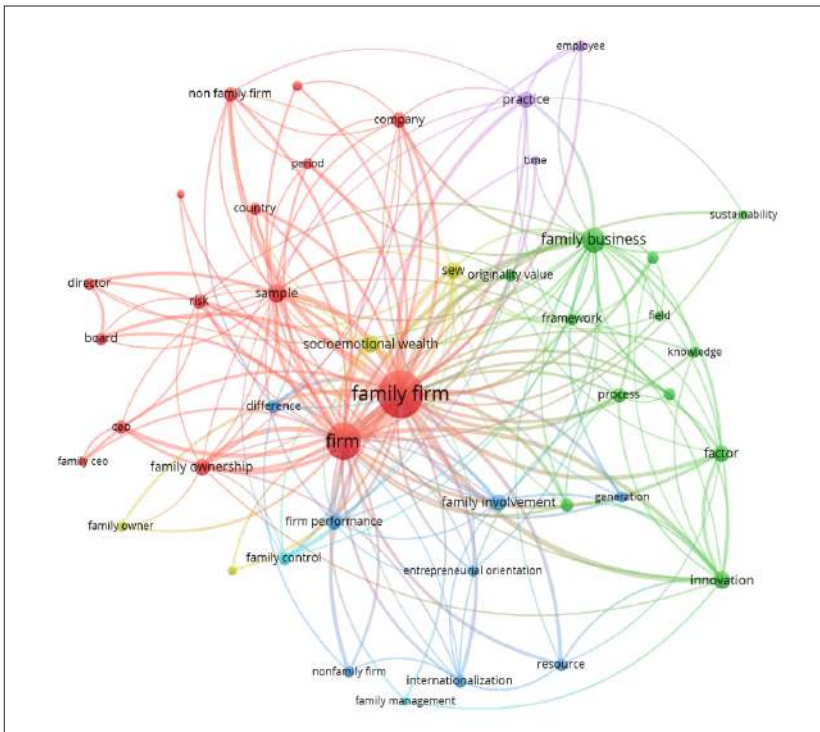 employee
non family firm
practice
company
period
time
country
sustainability
family business
sew
originality value
director
sample
risk
framework
field
board
socioemotional wealth
knowledge
family firm
process
difference
ceo
firm
factor
family ceo
family ownership
family involvement
generation
family owner
firm performance
family control
entrepreneurial orientation
innovation
nonfamily firm
internationalization
resource
family management